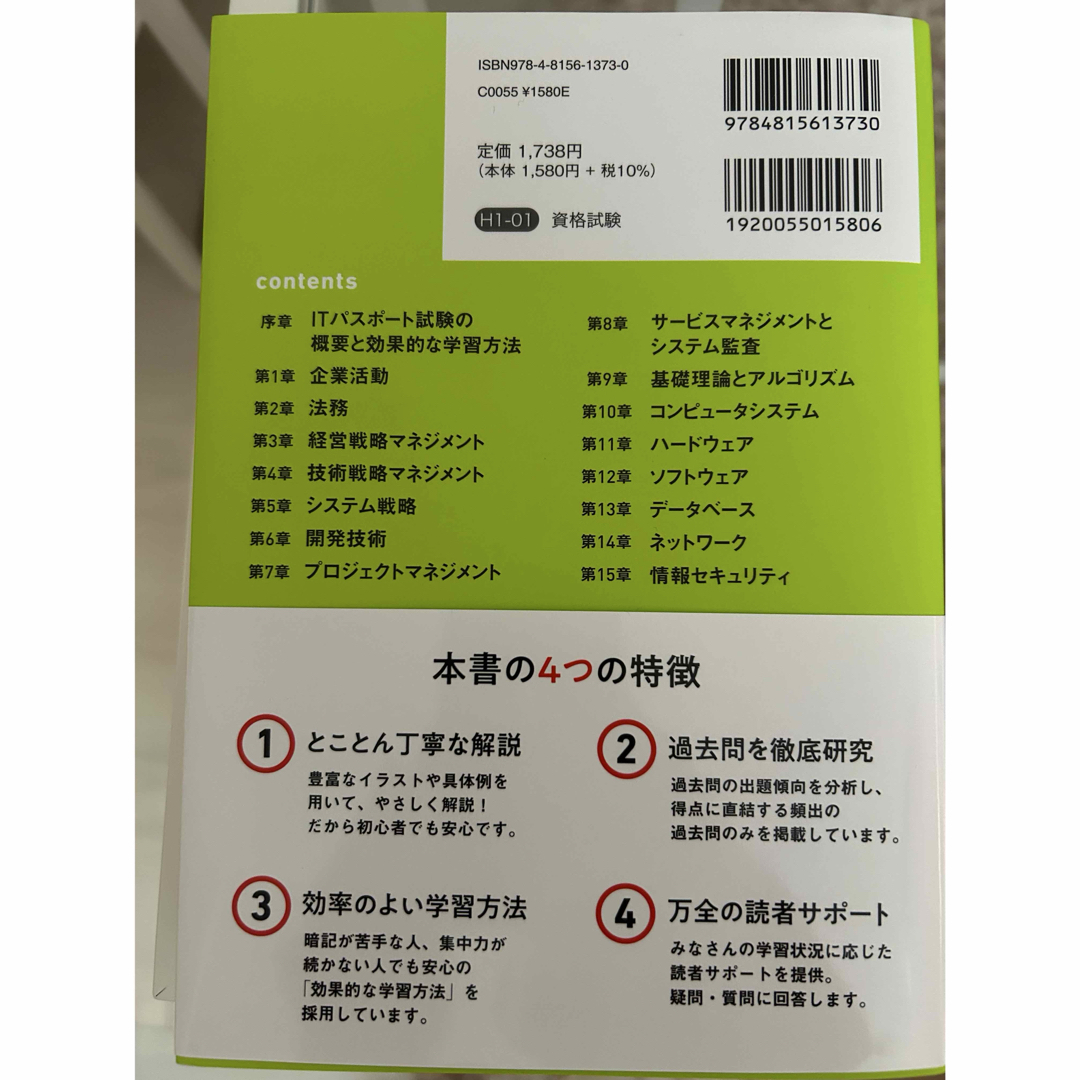 ISBN978-4-8156-1373-0
C0055 ¥1580E
定価 1,738円
(本体 1,580円 + 税10%)
H1-01 資格試験
9784815613730
1920055015806
contents
序章 ITパスポート試験の
概要と効果的な学習方法
第1章 企業活動
第2章 法務
第3章 経営戦略マネジメント
第4章 技術戦略マネジメント
第5章 システム戦略
第6章 開発技術
第7章 プロジェクトマネジメント
第8章 サービスマネジメントと
システム監査
第9章 基礎理論とアルゴリズム
第10章 コンピュータシステム
第11章 ハードウェア
第12章 ソフトウェア
第13章 データベース
第14章 ネットワーク
第15章 情報セキュリティ
本書の4つの特徴
1 とことん丁寧な解説
豊富なイラストや具体例を
用いて、やさしく解説！
だから初心者でも安心です。
2 過去問を徹底研究
過去問の出題傾向を分析し、
得点に直結する頻出の
過去問のみを掲載しています。
3 効率のよい学習方法
暗記が苦手な人、集中力が
続かない人でも安心の
「効果的な学習方法」を
採用しています。
4 万全の読者サポート
みなさんの学習状況に応じた
読者サポートを提供。
疑問・質問に回答します。